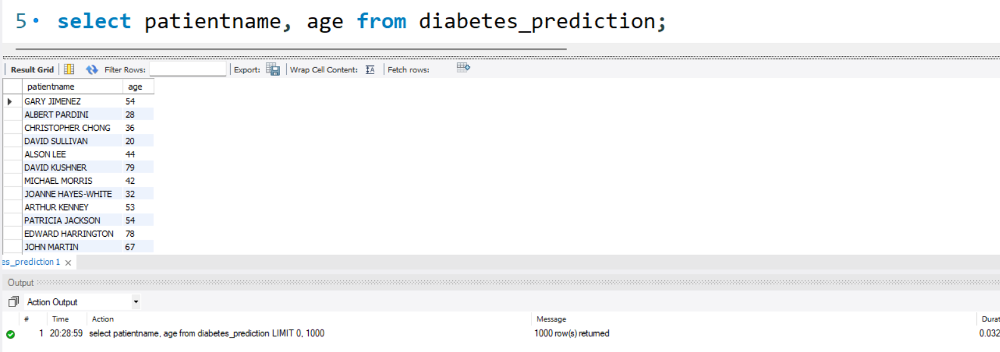 5 select patientname, age from diabetes_prediction;
Result Grid Filter Rows: Export: Wrap Cell Content: Fetch rows:
patientname age
GARY JIMENEZ 54
ALBERT PARDINI 28
CHRISTOPHER CHONG 36
DAVID SULLIVAN 20
ALSON LEE 44
DAVID KUSHNER 79
MICHAEL MORRIS 42
JOANNE HAYES-WHITE 32
ARTHUR KENNEY 53
PATRICIA JACKSON 54
EDWARD HARRINGTON 78
JOHN MARTIN 67
es_prediction 1
Output
Action Output
# Time Action Message Durat
1 20:28:59 select patientname, age from diabetes_prediction LIMIT 0, 1000 1000 row(s) returned 0.032